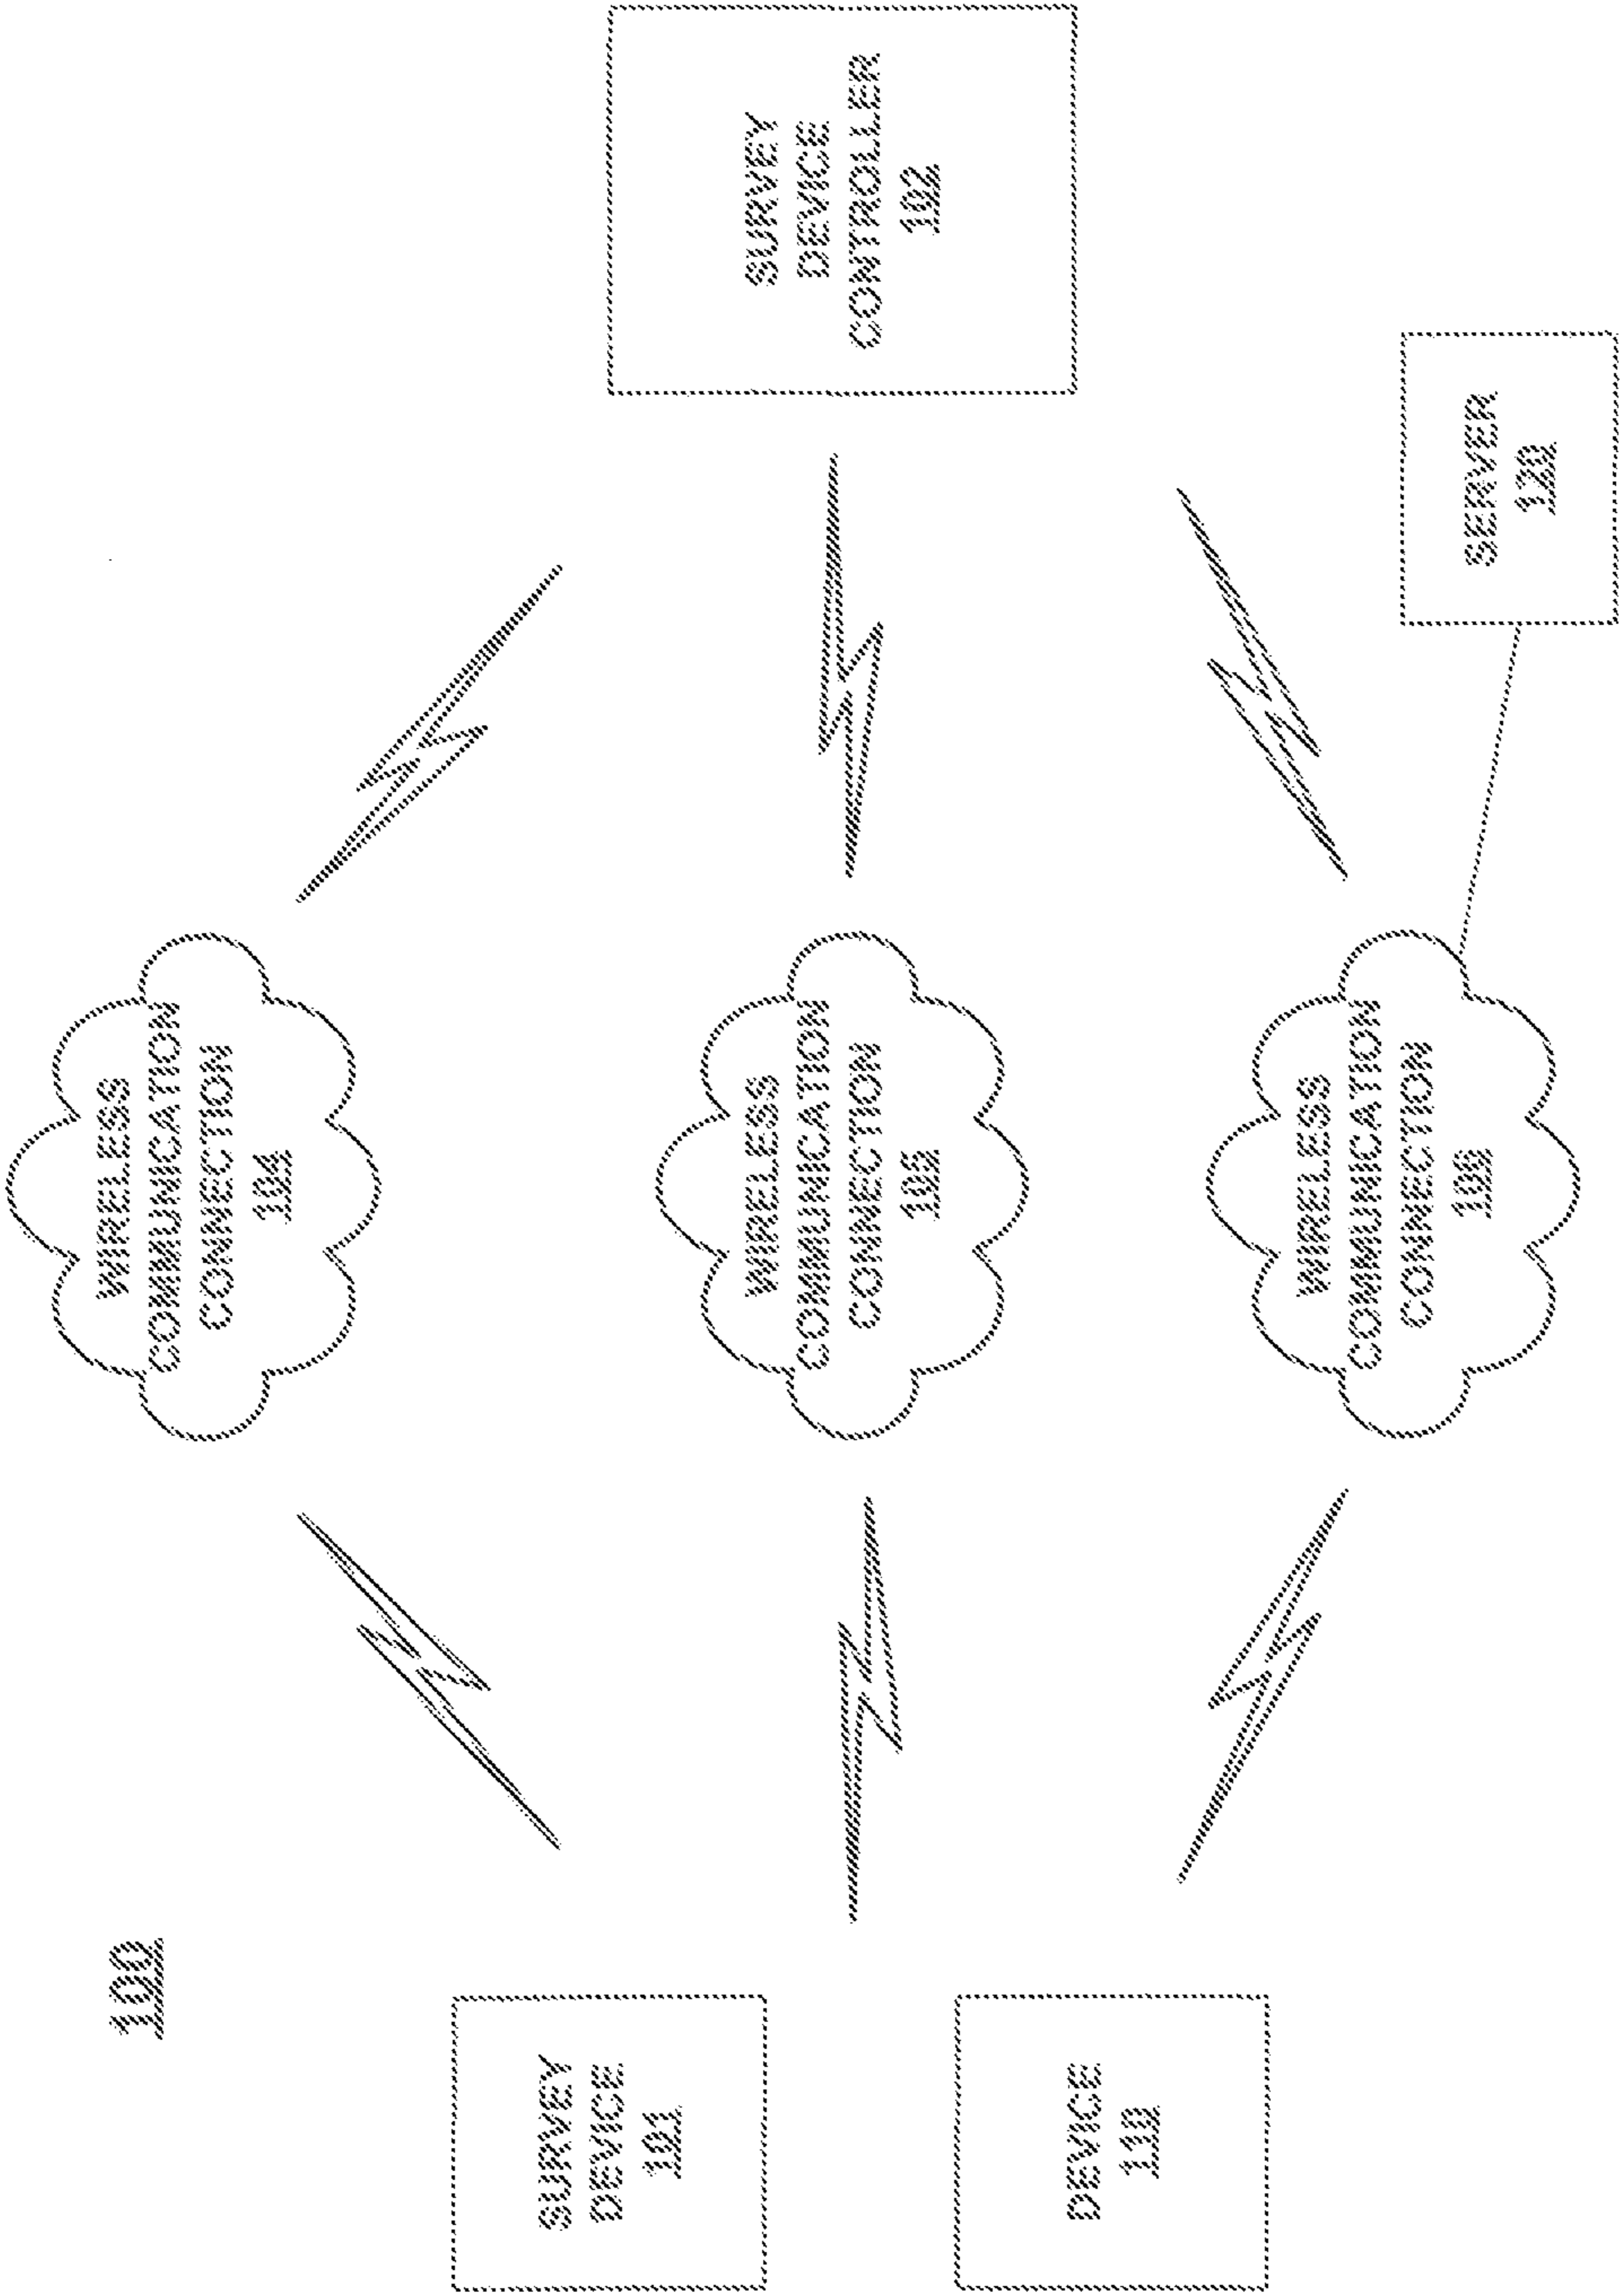 100
WIRELESS
COMMUNICATION
CONNECTION
104
SURVEY
DEVICE
101
WIRELESS
COMMUNICATION
CONNECTION
105
SURVEY
DEVICE
CONTROLLER
102
DEVICE
110
WIRELESS
COMMUNICATION
CONNECTION
106
SERVER
120